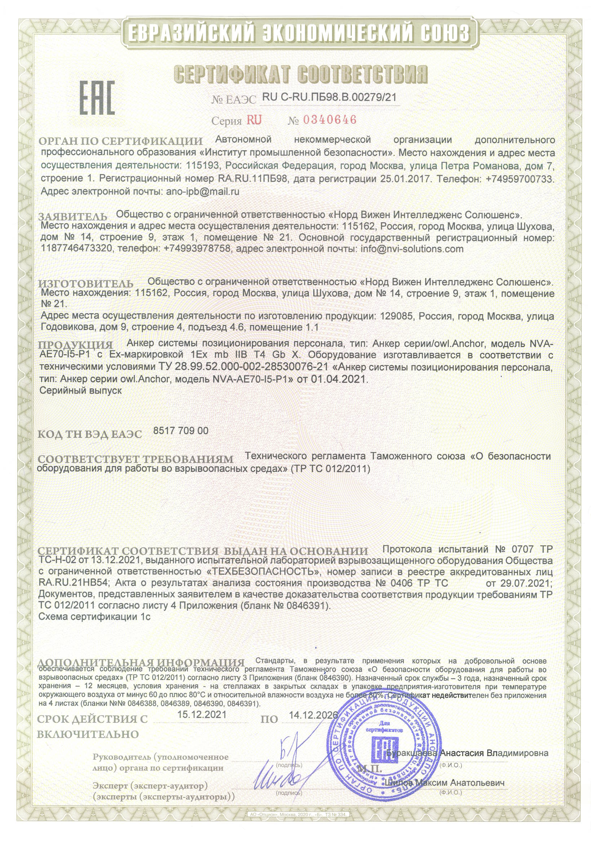 ЕВРАЗИЙСКИЙ ЭКОНОМИЧЕСКИЙ СОЮЗ
СЕРТИФИКАТ СООТВЕТСТВИЯ
EAC
№ ЕАЭС RU С-RU.ПБ98.В.00279/21
Серия RU № 0340646
ОРГАН ПО СЕРТИФИКАЦИИ Автономной некоммерческой организации дополнительного
профессионального образования «Институт промышленной безопасности». Место нахождения и адрес места
осуществления деятельности: 115193, Российская Федерация, город Москва, улица Петра Романова, дом 7,
строение 1. Регистрационный номер RA.RU.11ПБ98, дата регистрации 25.01.2017. Телефон: +74959700733.
Адрес электронной почты: ano-ipb@mail.ru
ЗАЯВИТЕЛЬ Общество с ограниченной ответственностью «Норд Вижен Интелледженс Солюшенс».
Место нахождения и адрес места осуществления деятельности: 115162, Россия, город Москва, улица Шухова,
дом № 14, строение 9, этаж 1, помещение № 21. Основной государственный регистрационный номер:
1187746473320, телефон: +74993978758, адрес электронной почты: info@nvi-solutions.com
ИЗГОТОВИТЕЛЬ Общество с ограниченной ответственностью «Норд Вижен Интелледженс Солюшенс».
Место нахождения: 115162, Россия, город Москва, улица Шухова, дом № 14, строение 9, этаж 1, помещение
№ 21.
Адрес места осуществления деятельности по изготовлению продукции: 129085, Россия, город Москва, улица
Годовикова, дом 9, строение 4, подъезд 4.6, помещение 1.1
ПРОДУКЦИЯ Анкер системы позиционирования персонала, тип: Анкер серии/owl.Anchor, модель NVA-
AE70-I5-P1 с Ex-маркировкой 1Ex mb IIB T4 Gb X. Оборудование изготавливается в соответствии с
техническими условиями ТУ 28.99.52.000-002-28530076-21 «Анкер системы позиционирования персонала,
тип: Анкер серии owl.Anchor, модель NVA-AE70-I5-P1» от 01.04.2021.
Серийный выпуск
КОД ТН ВЭД ЕАЭС 8517 709 00
СООТВЕТСТВУЕТ ТРЕБОВАНИЯМ Технического регламента Таможенного союза «О безопасности
оборудования для работы во взрывоопасных средах» (ТР ТС 012/2011)
СЕРТИФИКАТ СООТВЕТСТВИЯ ВЫДАН НА ОСНОВАНИИ Протокола испытаний № 0707 ТР
ТС-Н-02 от 13.12.2021, выданного испытательной лабораторией взрывозащищенного оборудования Общества
с ограниченной ответственностью «ТЕХБЕЗОПАСНОСТЬ», номер записи в реестре аккредитованных лиц
RA.RU.21НВ54; Акта о результатах анализа состояния производства № 0406 ТР ТС от 29.07.2021;
Документов, представленных заявителем в качестве доказательства соответствия продукции требованиям ТР
ТС 012/2011 согласно листу 4 Приложения (бланк № 0846391).
Схема сертификации 1с
ДОПОЛНИТЕЛЬНАЯ ИНФОРМАЦИЯ Стандарты, в результате применения которых на добровольной основе
обеспечивается соблюдение требований технического регламента Таможенного союза «О безопасности оборудования для работы во
взрывоопасных средах» (ТР ТС 012/2011) согласно листу 3 Приложения (бланк 0846390). Назначенный срок службы – 3 года, назначенный срок
хранения – 12 месяцев, условия хранения - на стеллажах в закрытых складах в упаковке предприятия-изготовителя при температуре
окружающего воздуха от минус 60 до плюс 80°С и относительной влажности воздуха не более 80%. Сертификат недействителен без приложения
на 4 листах (бланки №№ 0846388, 0846389, 0846390, 0846391).
СРОК ДЕЙСТВИЯ С 15.12.2021 ПО 14.12.2026
ВКЛЮЧИТЕЛЬНО
Руководитель (уполномоченное
лицо) органа по сертификации (подпись) Буракшаева Анастасия Владимировна
(Ф.И.О.)
М.П.
Эксперт (эксперт-аудитор)
(эксперты (эксперты-аудиторы)) (подпись) Шилов Максим Анатольевич
(Ф.И.О.)
Для
сертификатов
EAC